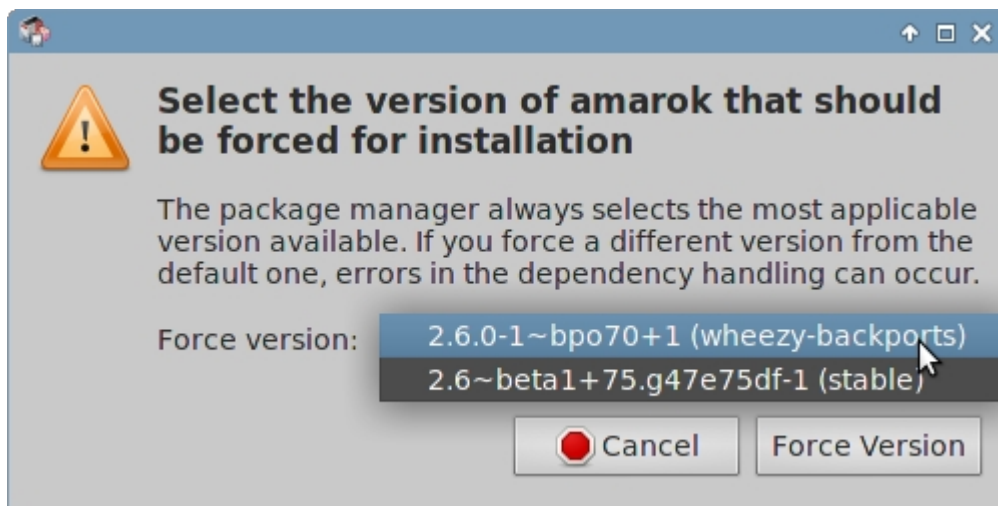 Select the version of amarok that should
be forced for installation
The package manager always selects the most applicable
version available. If you force a different version from the
default one, errors in the dependency handling can occur.
Force version:
2.6.0-1~bpo70+1 (wheezy-backports)
2.6~beta1+75.g47e75df-1 (stable)
Cancel
Force Version